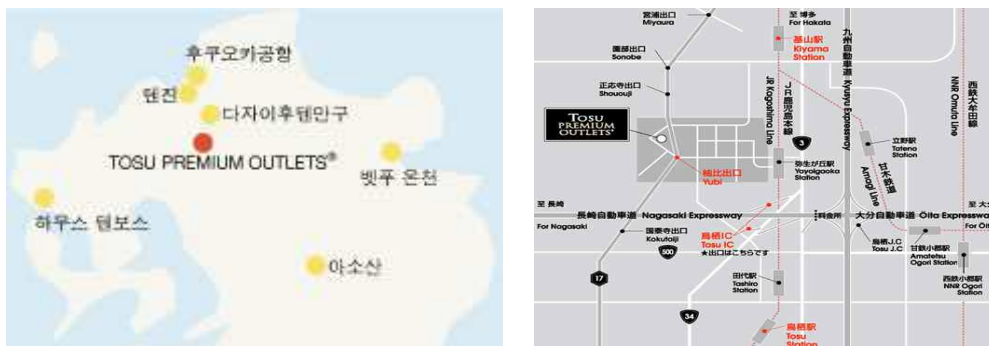 후쿠오카공항
텐진
다자이후텐만구
TOSU PREMIUM OUTLETS®
벳푸 온천
하우스 텐보스
아소산
宮浦出口
Miyaura
至 博多
For Hakata
基山駅
Kiyama
Station
園部出口
Sonobe
正応寺出口
Shououji
TOSU
PREMIUM
OUTLETS
JR Kagoshima Line
JR鹿児島本線
九州自動車道
Kyusyu Expressway
西鉄大牟田線
NNR Omuta Line
3
立野駅
Tateno
Station
弥生が丘駅
Yayoigaoka
Station
柚比出口
Yubi
甘木鉄道
Amagi Line
至 長崎
For Nagasaki
長崎自動車道 Nagasaki Expressway
料金所
大分自動車道 Ōita Expressway
至 大分
国泰寺出口
Kokutaiji
500
鳥栖IC
Tosu IC
★出口はこちらです
鳥栖J.C
Tosu J.C
甘鉄小郡駅
Amatetsu
Ogori Station
西鉄小郡駅
NNR Ogori
Station
17
田代駅
Tashiro
Station
34
鳥栖駅
Tosu
Station